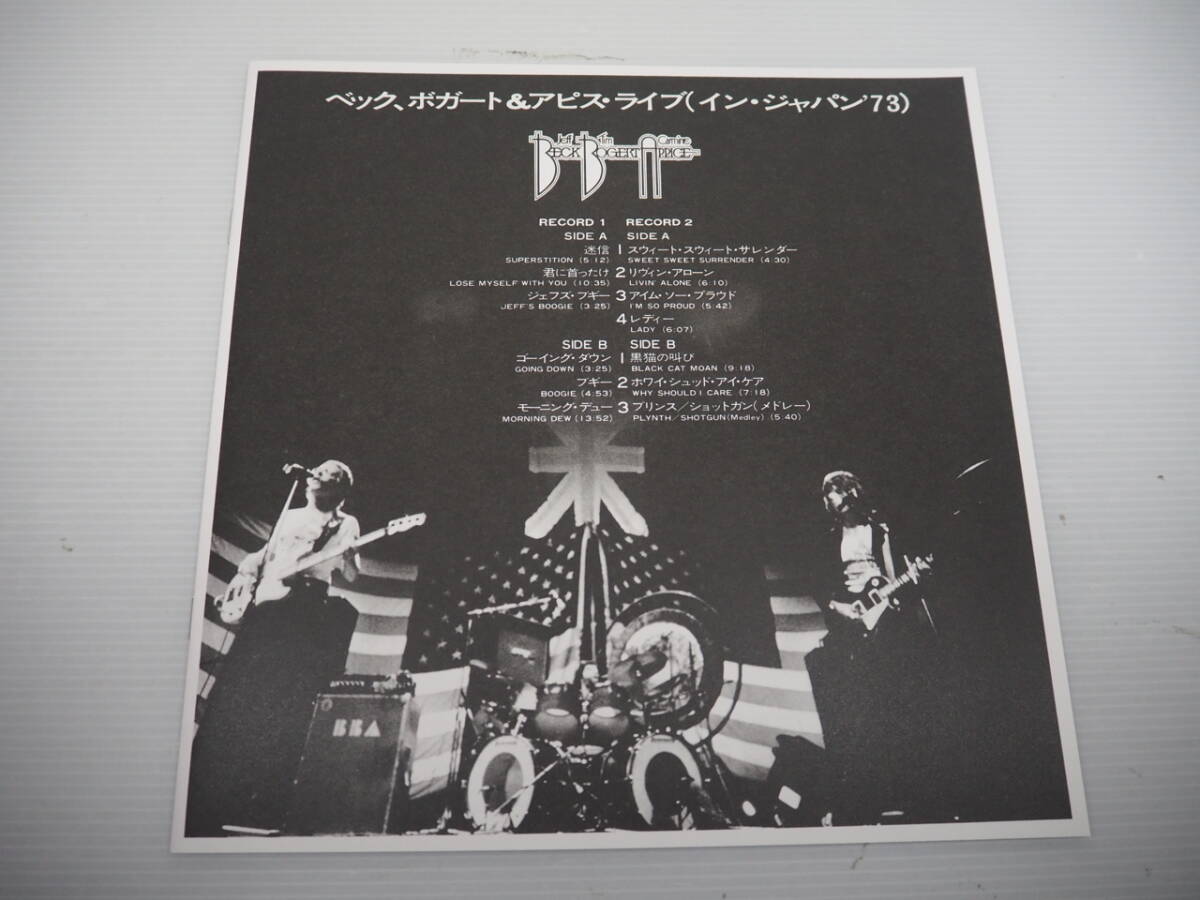 ベック、ボガート&アピス・ライブ(イン・ジャパン'73)
Jeff Tim Carmine
BECK BOGERT APPICE
RECORD 1 RECORD 2
SIDE A SIDE A
迷信 1 スウィート・スウィート・サレンダー
SUPERSTITION (5:12) SWEET SWEET SURRENDER (4:30)
君に首ったけ 2 リヴィン・アローン
LOSE MYSELF WITH YOU (10:35) LIVIN' ALONE (6:10)
ジェフズ・ブギー 3 アイム・ソー・プラウド
JEFF'S BOOGIE (3:25) I'M SO PROUD (5:42)
4 レディー
LADY (6:07)
SIDE B SIDE B
ゴーイング・ダウン 1 黒猫の叫び
GOING DOWN (3:25) BLACK CAT MOAN (9:18)
ブギー 2 ホワイ・シュッド・アイ・ケア
BOOGIE (4:53) WHY SHOULD I CARE (7:18)
モーニング・デュー 3 プリンス/ショットガン(メドレー)
MORNING DEW (13:52) PLYNTH/SHOTGUN(Medley) (5:40)
BBA